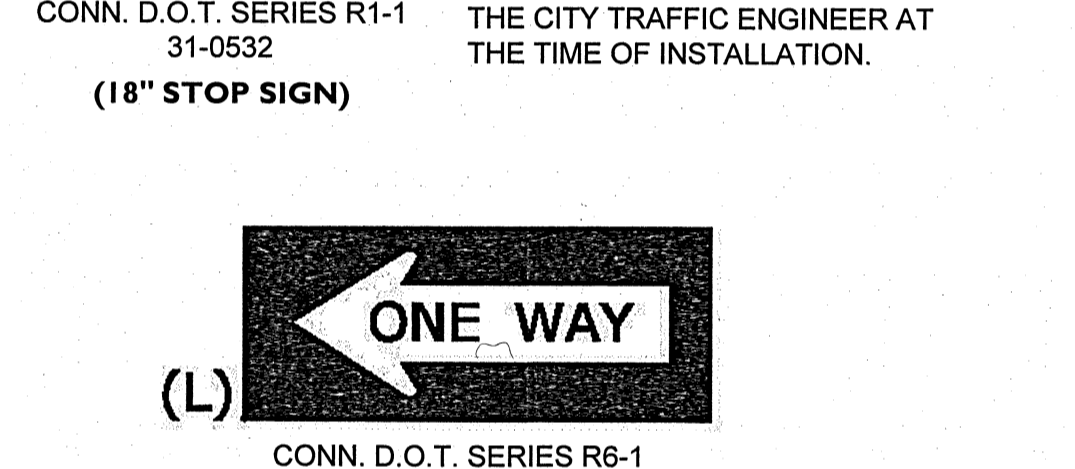 CONN. D.O.T. SERIES R1-1
31-0532
(18" STOP SIGN)
THE CITY TRAFFIC ENGINEER AT
THE TIME OF INSTALLATION.
ONE WAY
(L)
CONN. D.O.T. SERIES R6-1